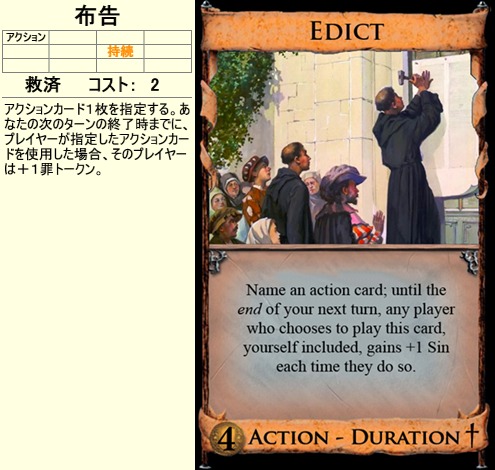 布告
アクション
持続
救済 コスト: 2
アクションカード1枚を指定する。あ
なたの次のターンの終了時までに、
プレイヤーが指定したアクションカー
ドを使用した場合、そのプレイヤー
は＋1罪トークン。
EDICT
Name an action card; until the
end of your next turn, any player
who chooses to play this card,
yourself included, gains +1 Sin
each time they do so.
4 ACTION - DURATION †